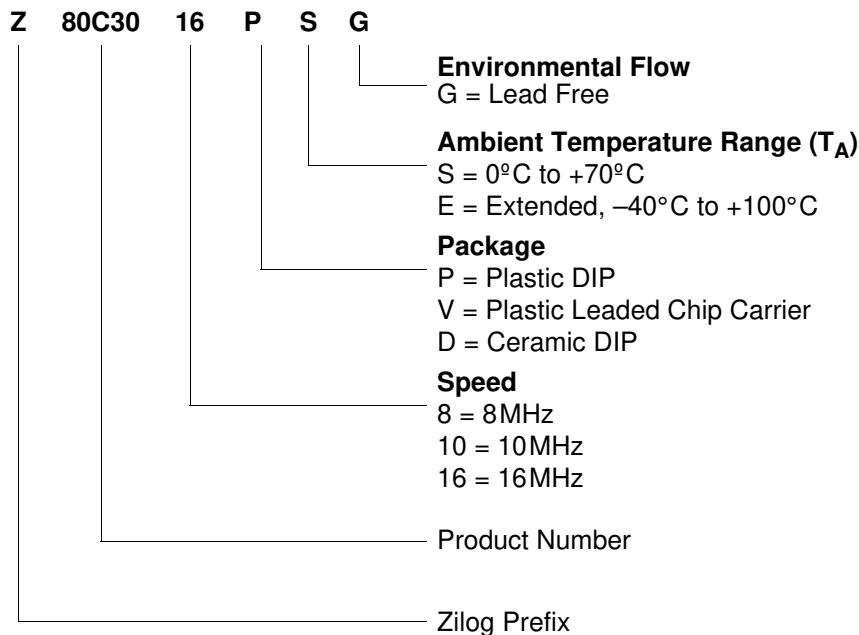 Z 80C30 16 P S G
Environmental Flow
G = Lead Free
Ambient Temperature Range (TA)
S = 0ºC to +70ºC
E = Extended, –40°C to +100°C
Package
P = Plastic DIP
V = Plastic Leaded Chip Carrier
D = Ceramic DIP
Speed
8 = 8MHz
10 = 10MHz
16 = 16MHz
Product Number
Zilog Prefix